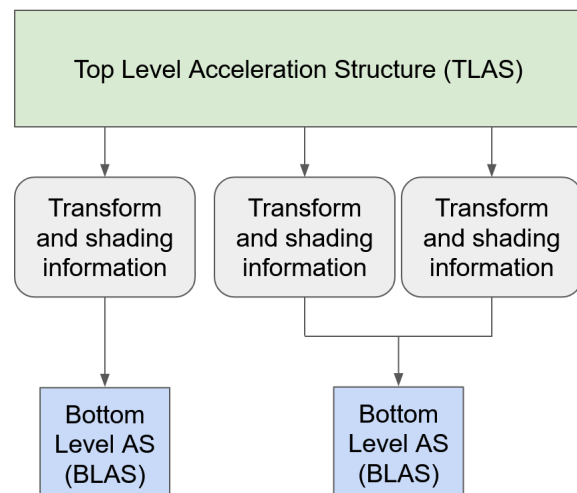 Top Level Acceleration Structure (TLAS)
Transform
and shading
information
Transform
and shading
information
Transform
and shading
information
Bottom
Level AS
(BLAS)
Bottom
Level AS
(BLAS)